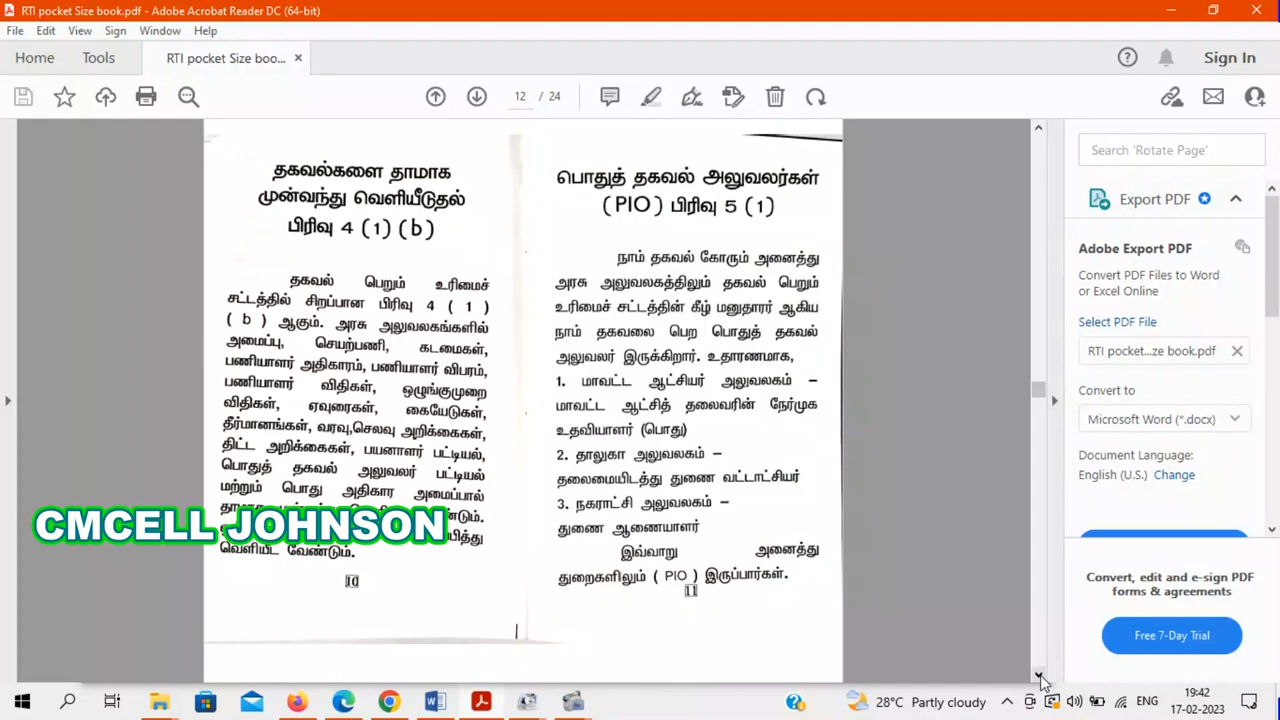 RTI pocket Size book.pdf - Adobe Acrobat Reader DC (64-bit)
File Edit View Sign Window Help
Home Tools RTI pocket Size boo... ×
Sign In
12 / 24
தகவல்களை தாமாக
முன்வந்து வெளியீடுதல்
பிரிவு 4 (1) (b)
தகவல் பெறும் உரிமைச்
சட்டத்தில் சிறப்பான பிரிவு 4 ( 1 )
( b ) ஆகும். அரசு அலுவலகங்களில்
அமைப்பு, செயற்பணி, கடமைகள்,
பணியாளர் அதிகாரம், பணியாளர் விபரம்,
பணியாளர் விதிகள், ஒழுங்குமுறை
விதிகள், ஏவுரைகள், கையேடுகள்,
தீர்மானங்கள், வரவு,செலவு அறிக்கைகள்,
திட்ட அறிக்கைகள், பயனாளர் பட்டியல்,
பொதுத் தகவல் அலுவலர் பட்டியல்
மற்றும் பொது அதிகார அமைப்பால்
வெளியிட வேண்டும்.
10
CMCELL JOHNSON
பொதுத் தகவல் அலுவலர்கள்
(PIO) பிரிவு 5 (1)
நாம் தகவல் கோரும் அனைத்து
அரசு அலுவலகத்திலும் தகவல் பெறும்
உரிமைச் சட்டத்தின் கீழ் மனுதாரர் ஆகிய
நாம் தகவலை பெற பொதுத் தகவல்
அலுவலர் இருக்கிறார். உதாரணமாக,
1. மாவட்ட ஆட்சியர் அலுவலகம் –
மாவட்ட ஆட்சித் தலைவரின் நேர்முக
உதவியாளர் (பொது)
2. தாலுகா அலுவலகம் –
தலைமையிடத்து துணை வட்டாட்சியர்
3. நகராட்சி அலுவலகம் –
துணை ஆணையாளர்
இவ்வாறு அனைத்து
துறைகளிலும் ( PIO ) இருப்பார்கள்.
11
Search 'Rotate Page'
Export PDF
Adobe Export PDF
Convert PDF Files to Word
or Excel Online
Select PDF File
RTI pocket...ze book.pdf
Convert to
Microsoft Word (*.docx)
Document Language:
English (U.S.) Change
Convert, edit and e-sign PDF
forms & agreements
Free 7-Day Trial
28°C Partly cloudy
ENG
19:42
17-02-2023